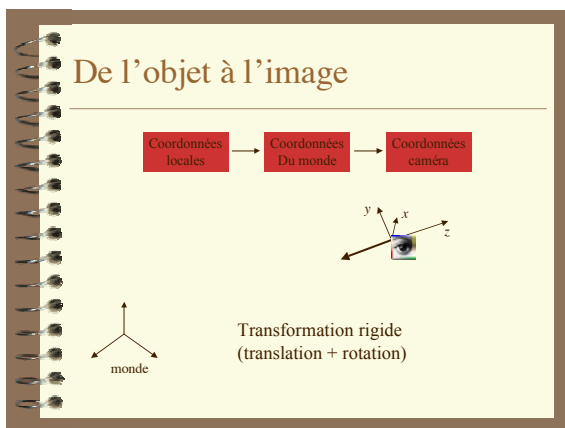 De l'objet à l'image
Coordonnées
locales
Coordonnées
Du monde
Coordonnées
caméra
y
x
z
Transformation rigide
(translation + rotation)
monde